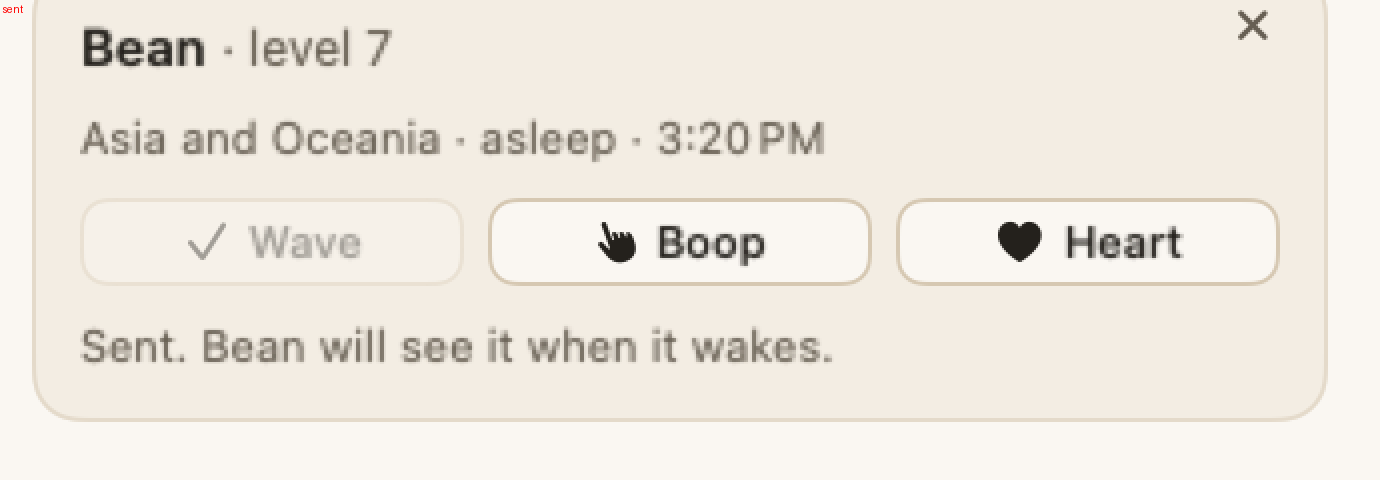 sent
Bean · level 7
Asia and Oceania · asleep · 3:20 PM
Wave
Boop
Heart
Sent. Bean will see it when it wakes.